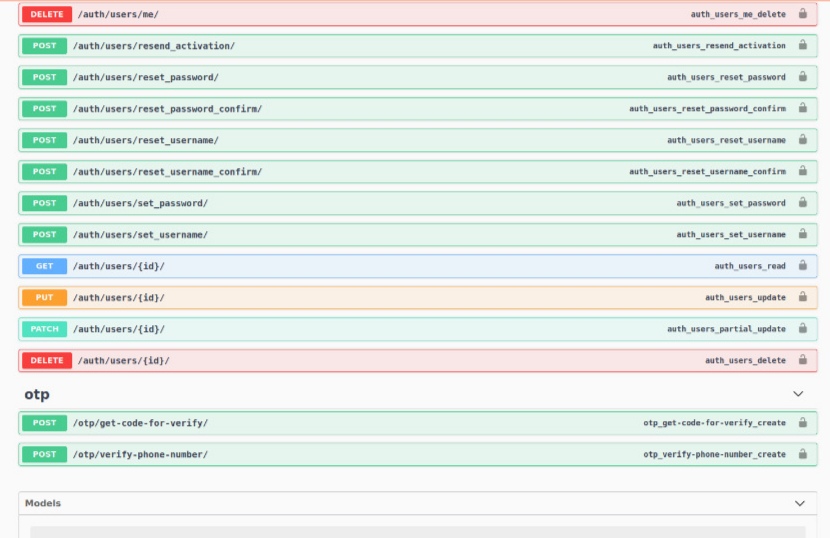 DELETE /auth/users/me/ auth_users_me_delete
POST /auth/users/resend_activation/ auth_users_resend_activation
POST /auth/users/reset_password/ auth_users_reset_password
POST /auth/users/reset_password_confirm/ auth_users_reset_password_confirm
POST /auth/users/reset_username/ auth_users_reset_username
POST /auth/users/reset_username_confirm/ auth_users_reset_username_confirm
POST /auth/users/set_password/ auth_users_set_password
POST /auth/users/set_username/ auth_users_set_username
GET /auth/users/{id}/ auth_users_read
PUT /auth/users/{id}/ auth_users_update
PATCH /auth/users/{id}/ auth_users_partial_update
DELETE /auth/users/{id}/ auth_users_delete
otp
POST /otp/get-code-for-verify/ otp_get-code-for-verify_create
POST /otp/verify-phone-number/ otp_verify-phone-number_create
Models